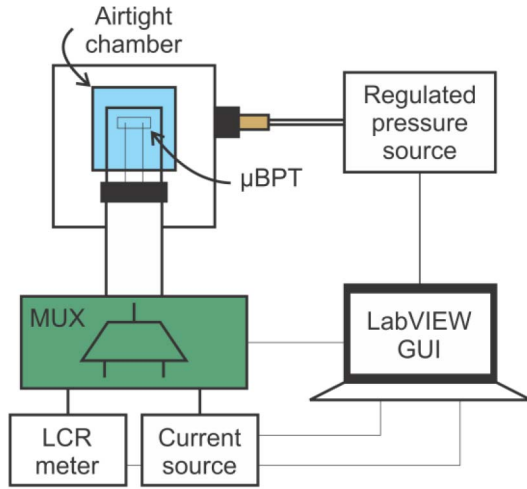 Airtight
chamber
Regulated
pressure
source
µBPT
MUX
LabVIEW
GUI
LCR
meter
Current
source